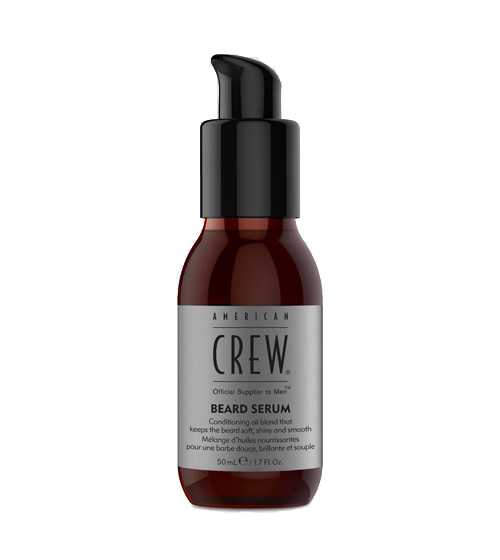 AMERICAN
CREW®
Official Supplier to Men™
BEARD SERUM
Conditioning oil blend that
keeps the beard soft, shiny and smooth
Mélange d'huiles nourrissantes
pour une barbe douce, brillante et souple
50 mL ℮ / 1.7 Fl. Oz.